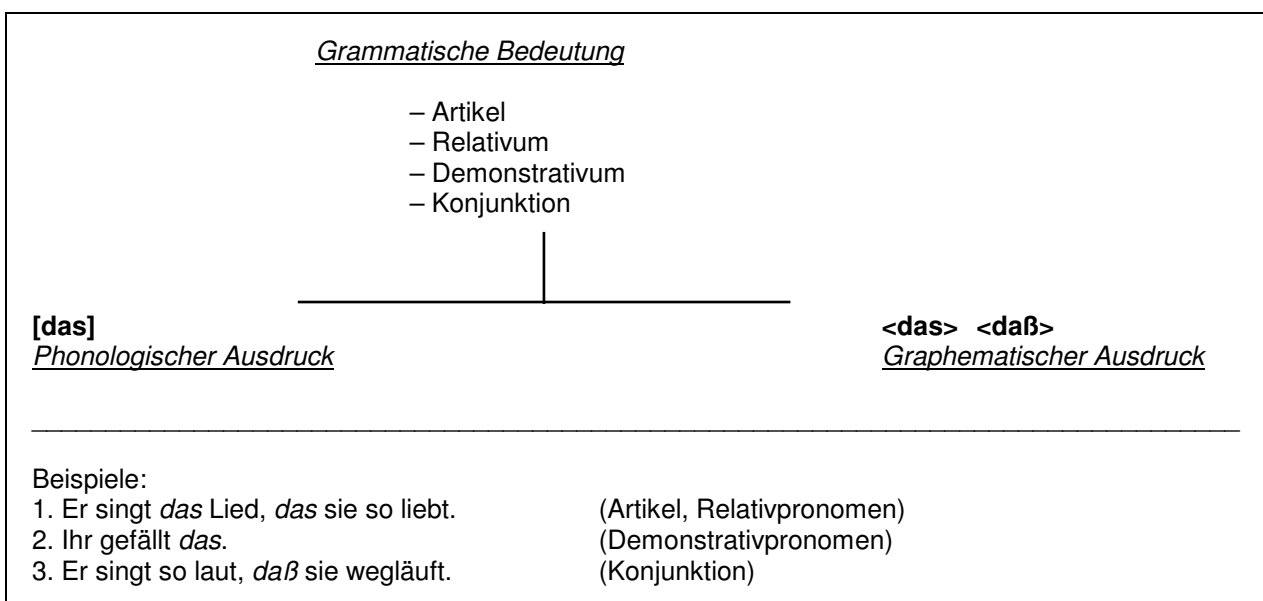 Grammatische Bedeutung
– Artikel
– Relativum
– Demonstrativum
– Konjunktion
[das] <das> <daß>
Phonologischer Ausdruck Graphematischer Ausdruck
Beispiele:
1. Er singt das Lied, das sie so liebt. (Artikel, Relativpronomen)
2. Ihr gefällt das. (Demonstrativpronomen)
3. Er singt so laut, daß sie wegläuft. (Konjunktion)